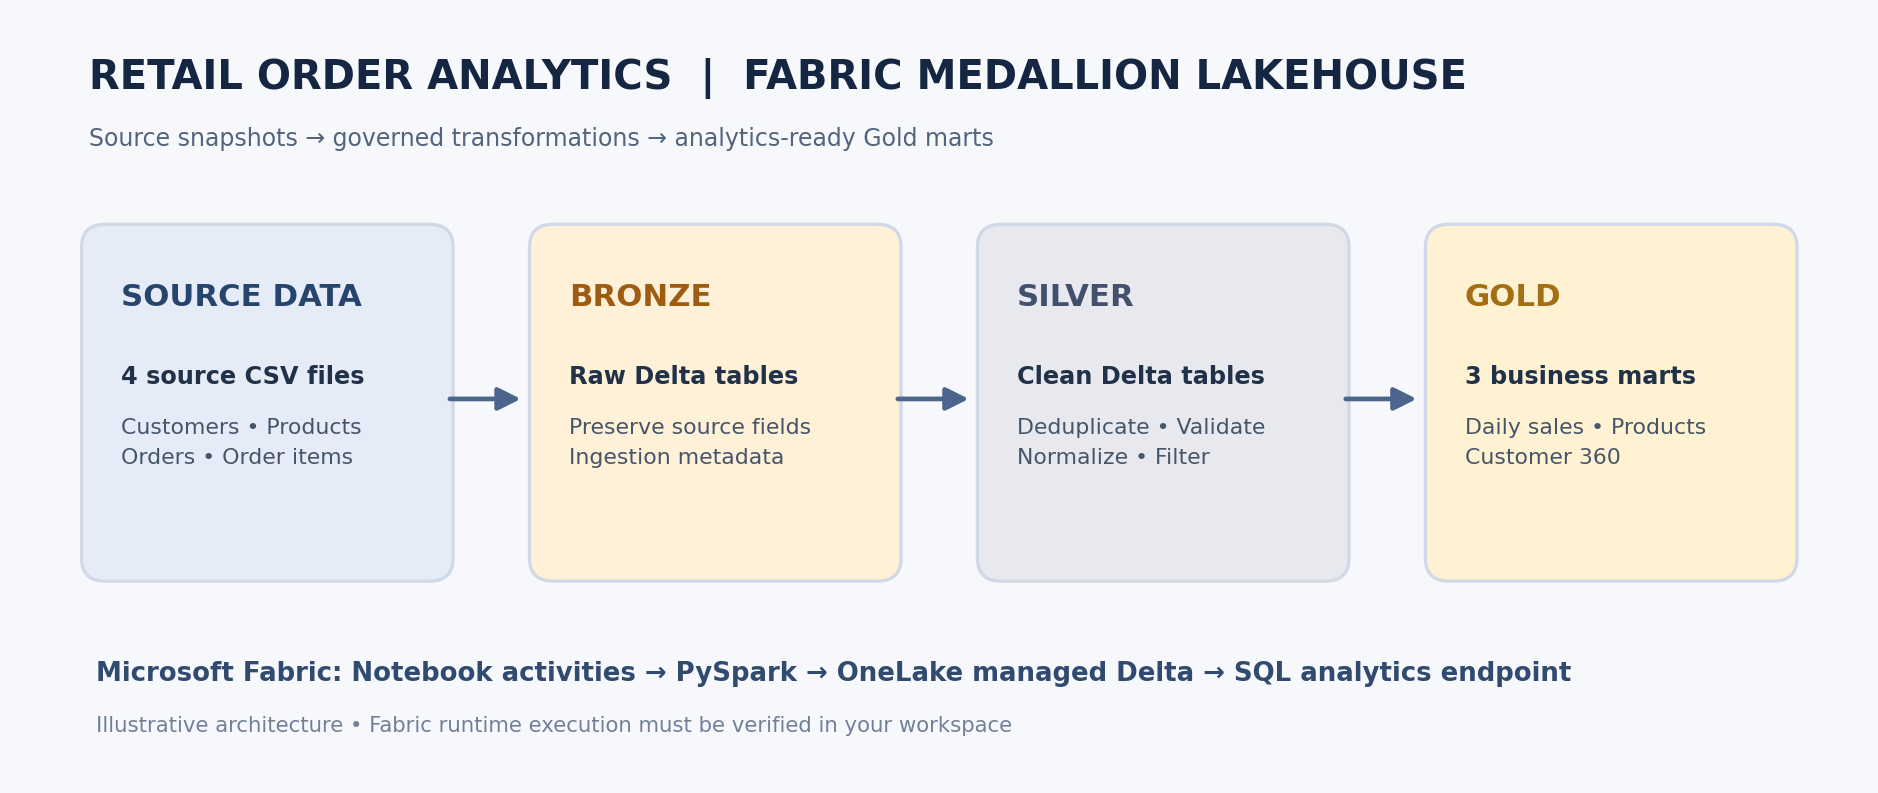 RETAIL ORDER ANALYTICS | FABRIC MEDALLION LAKEHOUSE
Source snapshots → governed transformations → analytics-ready Gold marts
SOURCE DATA
4 source CSV files
Customers • Products
Orders • Order items
BRONZE
Raw Delta tables
Preserve source fields
Ingestion metadata
SILVER
Clean Delta tables
Deduplicate • Validate
Normalize • Filter
GOLD
3 business marts
Daily sales • Products
Customer 360
Microsoft Fabric: Notebook activities → PySpark → OneLake managed Delta → SQL analytics endpoint
Illustrative architecture • Fabric runtime execution must be verified in your workspace